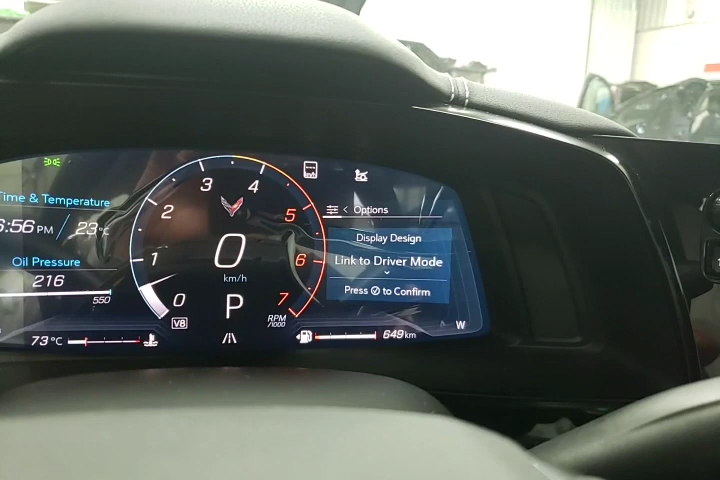 Time & Temperature
6:56 PM / 23°C
Oil Pressure
216
550
73°C
0
1
2
3
4
5
6
7
0
km/h
P
V8
RPM
/1000
Options
Display Design
Link to Driver Mode
Press ✓ to Confirm
649 km
W